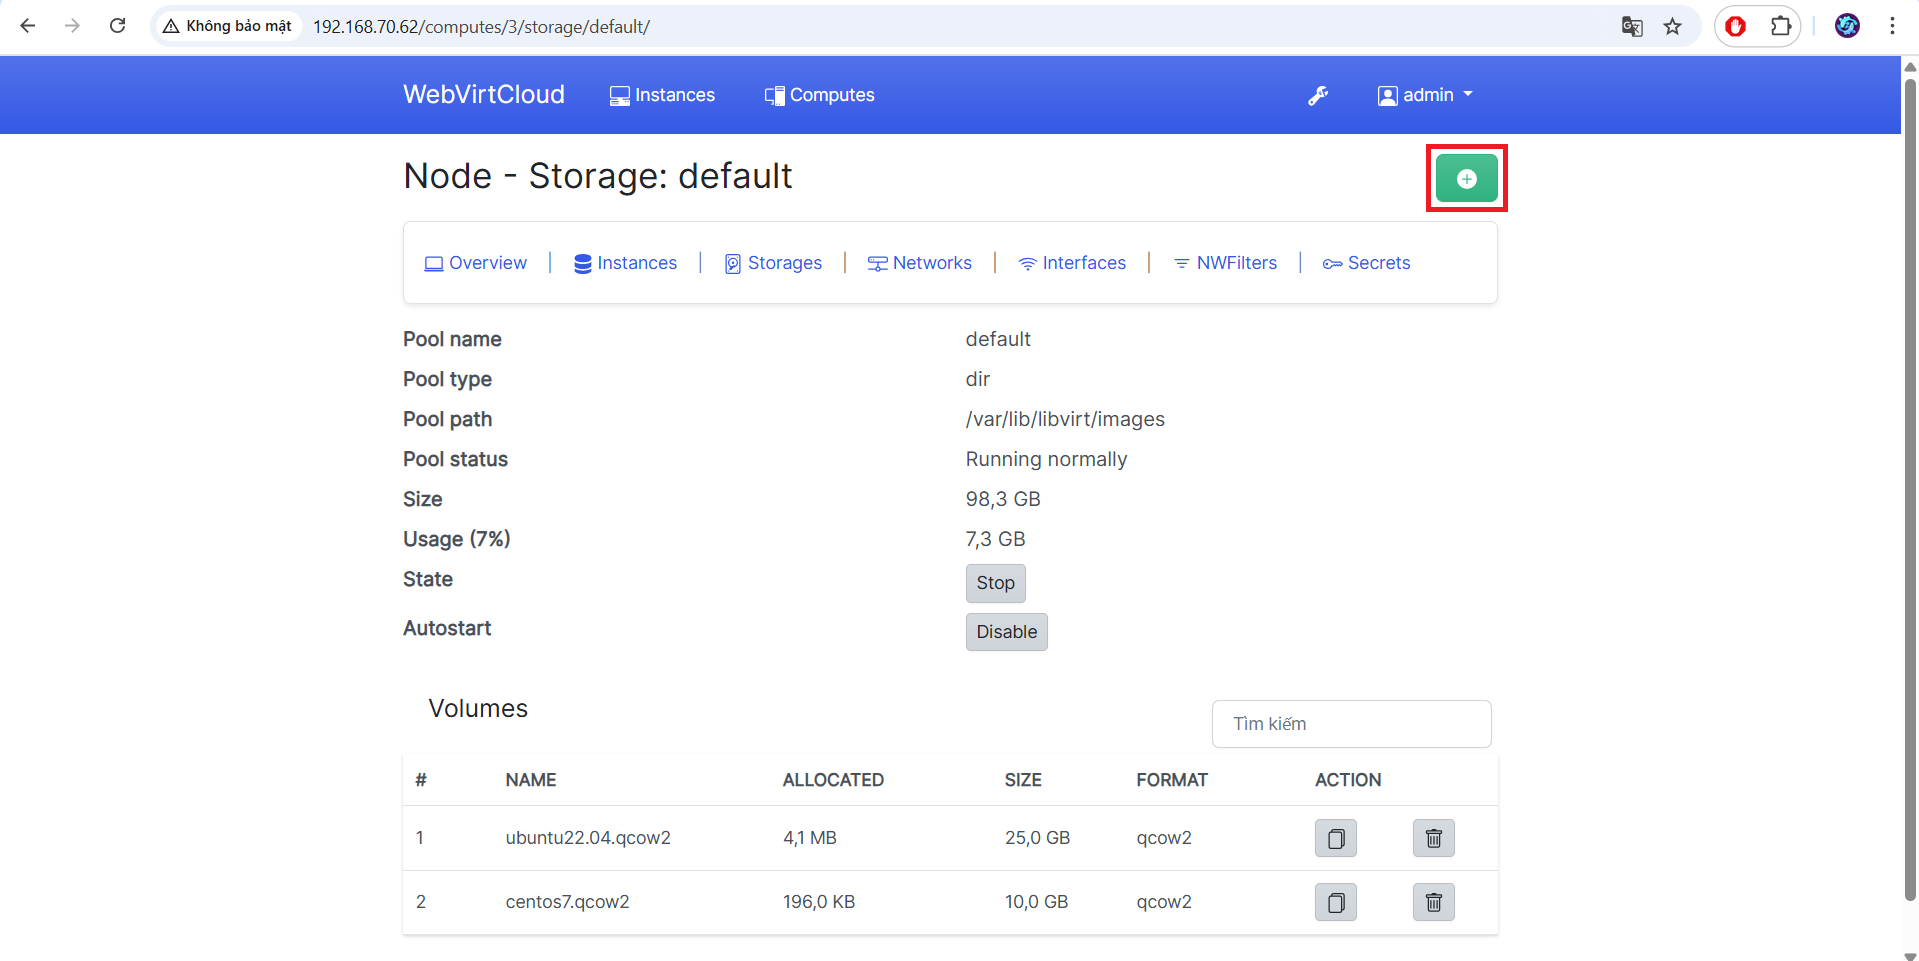 Không bảo mật 192.168.70.62/computes/3/storage/default/
WebVirtCloud Instances Computes admin
Node - Storage: default
Overview | Instances | Storages | Networks | Interfaces | NWFilters | Secrets
Pool name default
Pool type dir
Pool path /var/lib/libvirt/images
Pool status Running normally
Size 98,3 GB
Usage (7%) 7,3 GB
State Stop
Autostart Disable
Volumes Tìm kiếm
# NAME ALLOCATED SIZE FORMAT ACTION
1 ubuntu22.04.qcow2 4,1 MB 25,0 GB qcow2
2 centos7.qcow2 196,0 KB 10,0 GB qcow2